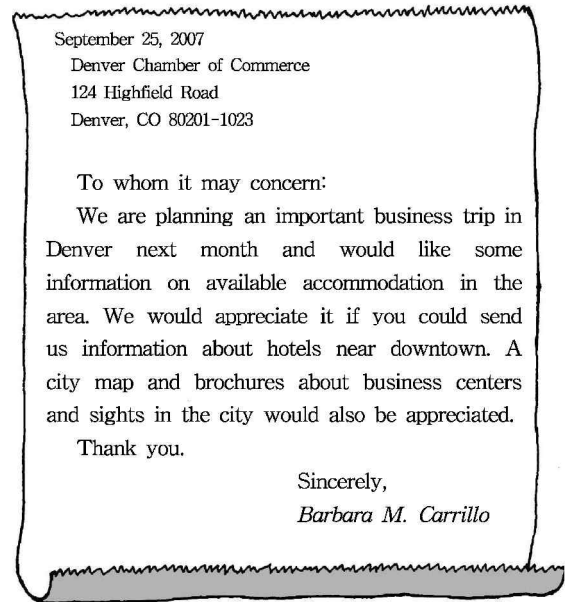 September 25, 2007
Denver Chamber of Commerce
124 Highfield Road
Denver, CO 80201-1023
To whom it may concern:
We are planning an important business trip in
Denver next month and would like some
information on available accommodation in the
area. We would appreciate it if you could send
us information about hotels near downtown. A
city map and brochures about business centers
and sights in the city would also be appreciated.
Thank you.
Sincerely,
Barbara M. Carrillo